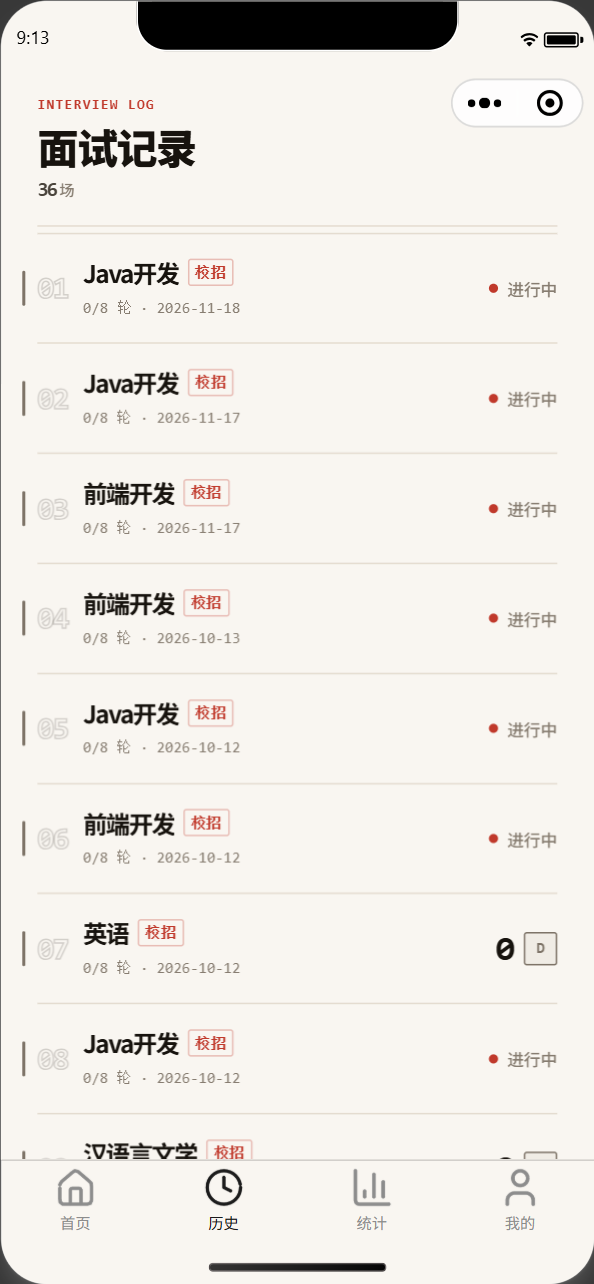 9:13
INTERVIEW LOG
面试记录
36场
01 Java开发 校招
0/8 轮 · 2026-11-18
进行中
02 Java开发 校招
0/8 轮 · 2026-11-17
进行中
03 前端开发 校招
0/8 轮 · 2026-11-17
进行中
04 前端开发 校招
0/8 轮 · 2026-10-13
进行中
05 Java开发 校招
0/8 轮 · 2026-10-12
进行中
06 前端开发 校招
0/8 轮 · 2026-10-12
进行中
07 英语 校招
0/8 轮 · 2026-10-12
0 D
08 Java开发 校招
0/8 轮 · 2026-10-12
进行中
汉语言文学 校招
首页 历史 统计 我的